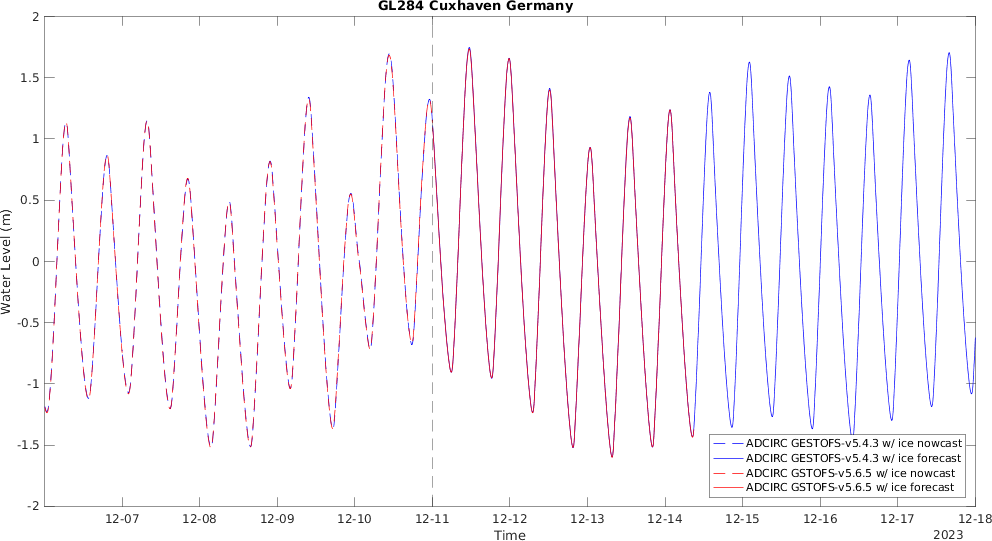 GL284 Cuxhaven Germany
2
1.5
1
0.5
0
-0.5
-1
-1.5
-2
Water Level (m)
12-07 12-08 12-09 12-10 12-11 12-12 12-13 12-14 12-15 12-16 12-17 12-18
Time
2023
ADCIRC GESTOFS-v5.4.3 w/ ice nowcast
ADCIRC GESTOFS-v5.4.3 w/ ice forecast
ADCIRC GSTOFS-v5.6.5 w/ ice nowcast
ADCIRC GSTOFS-v5.6.5 w/ ice forecast